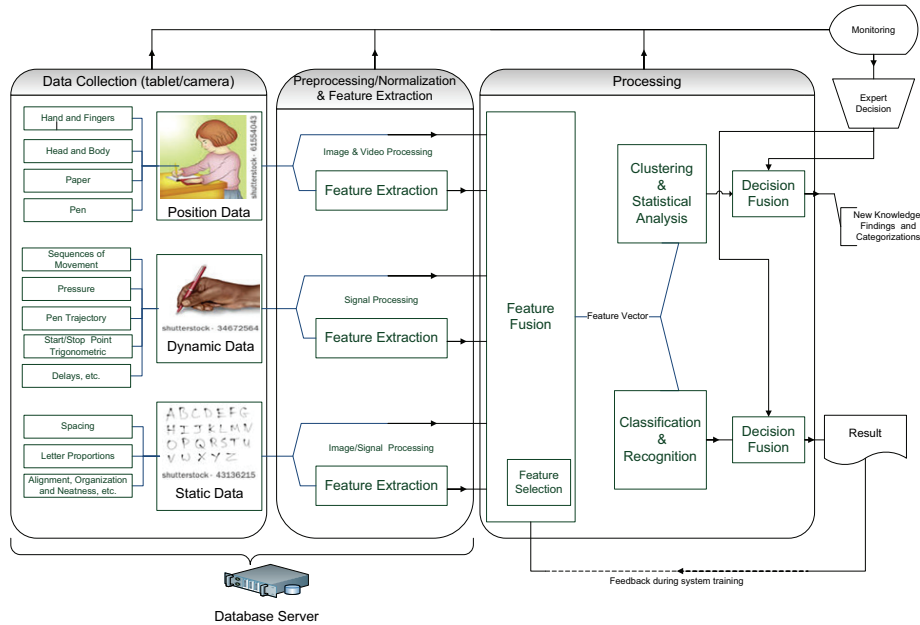 Monitoring
Data Collection (tablet/camera)
Preprocessing/Normalization
& Feature Extraction
Processing
Expert
Decision
Hand and Fingers
Head and Body
Paper
Pen
shutterstock · 61554043
Position Data
Image & Video Processing
Feature Extraction
Clustering
&
Statistical
Analysis
Decision
Fusion
New Knowledge
Findings and
Categorizations
Sequences of
Movement
Pressure
Pen Trajectory
Start/Stop Point
Trigonometric
Delays, etc.
shutterstock · 34672564
Dynamic Data
Signal Processing
Feature Extraction
Feature
Fusion
Feature Vector
Spacing
Letter Proportions
Alignment, Organization
and Neatness, etc.
A B C D E F G
H I J K L M N
O P Q R S T U
V W X Y Z
shutterstock · 43136215
Static Data
Image/Signal Processing
Feature Extraction
Feature
Selection
Classification
&
Recognition
Decision
Fusion
Result
Feedback during system training
Database Server